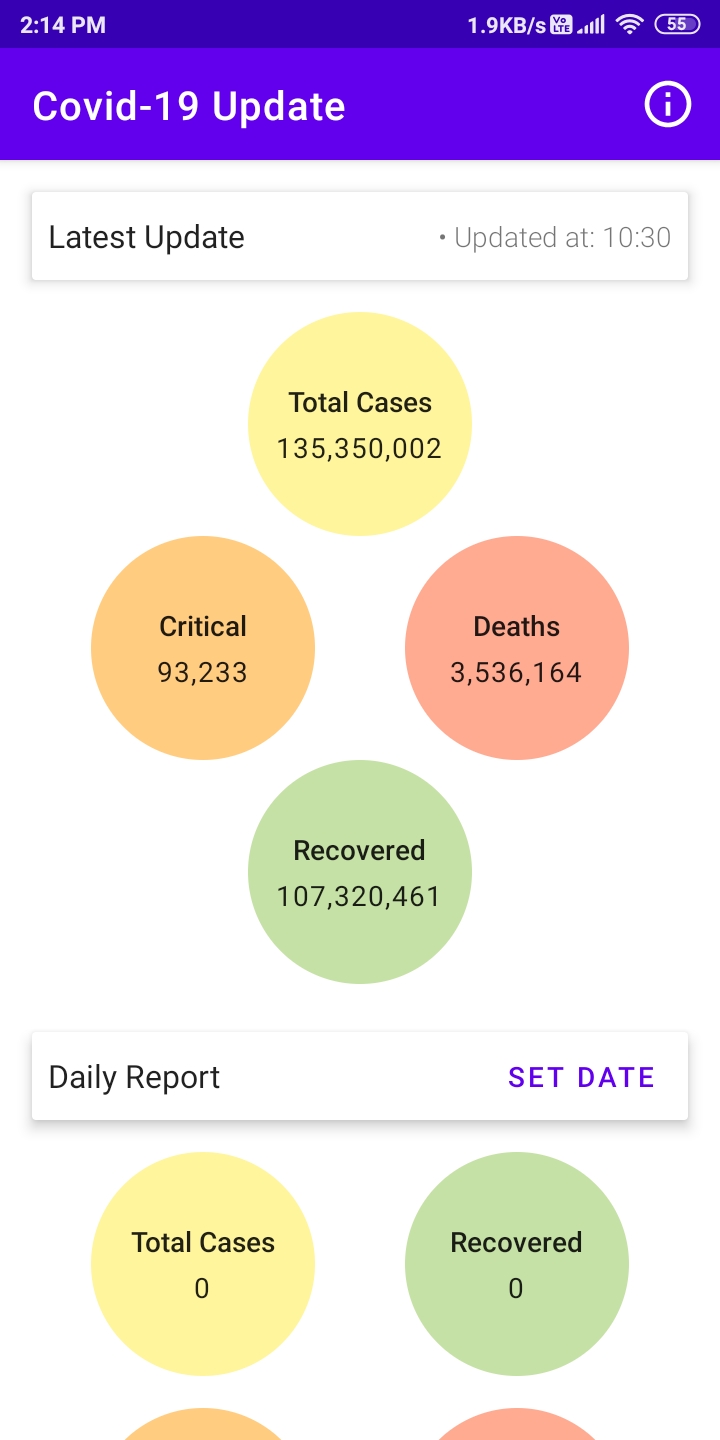 2:14 PM 1.9KB/s Vo LTE 55
Covid-19 Update
Latest Update • Updated at: 10:30
Total Cases
135,350,002
Critical
93,233
Deaths
3,536,164
Recovered
107,320,461
Daily Report SET DATE
Total Cases
0
Recovered
0